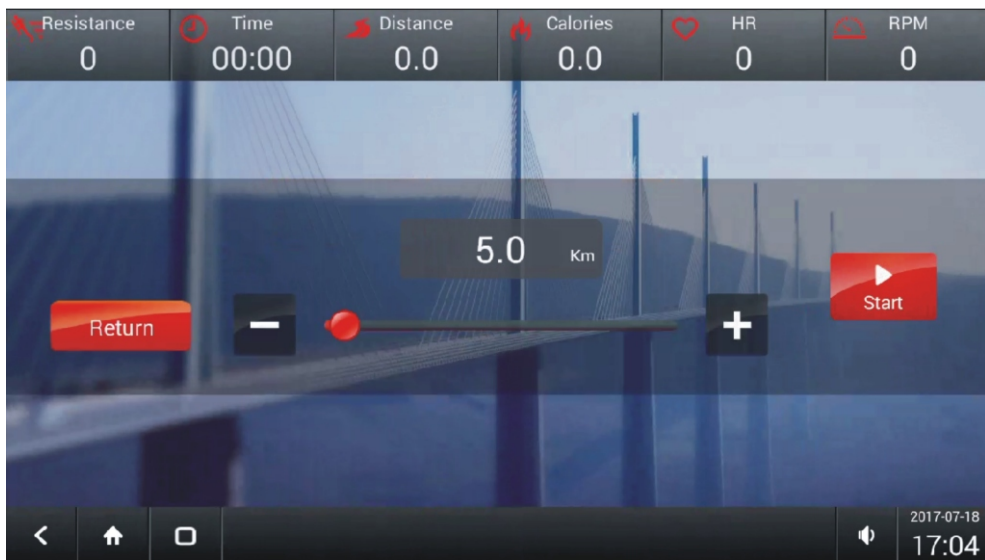 Resistance
0
Time
00:00
Distance
0.0
Calories
0.0
HR
0
RPM
0
5.0 Km
Return
Start
2017-07-18
17:04